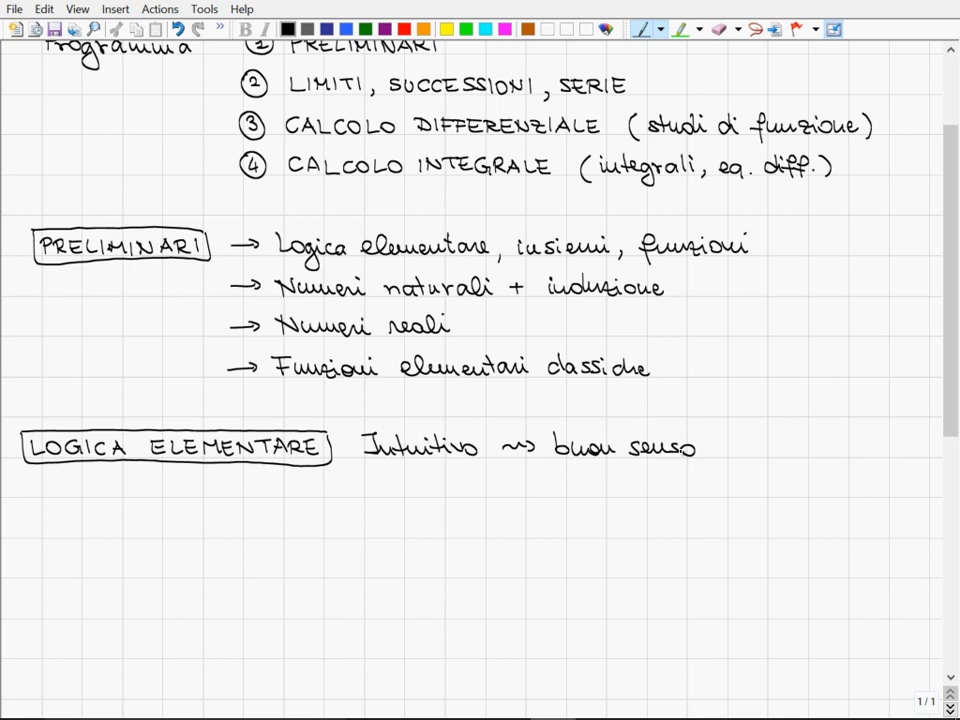 File Edit View Insert Actions Tools Help
B I
Programma ① PRELIMINARI
② LIMITI, SUCCESSIONI, SERIE
③ CALCOLO DIFFERENZIALE (studi di funzione)
④ CALCOLO INTEGRALE (integrali, eq. diff.)
PRELIMINARI → Logica elementare, insiemi, funzioni
→ Numeri naturali + induzione
→ Numeri reali
→ Funzioni elementari classiche
LOGICA ELEMENTARE Intuitivo ⇝ buon senso
1 / 1